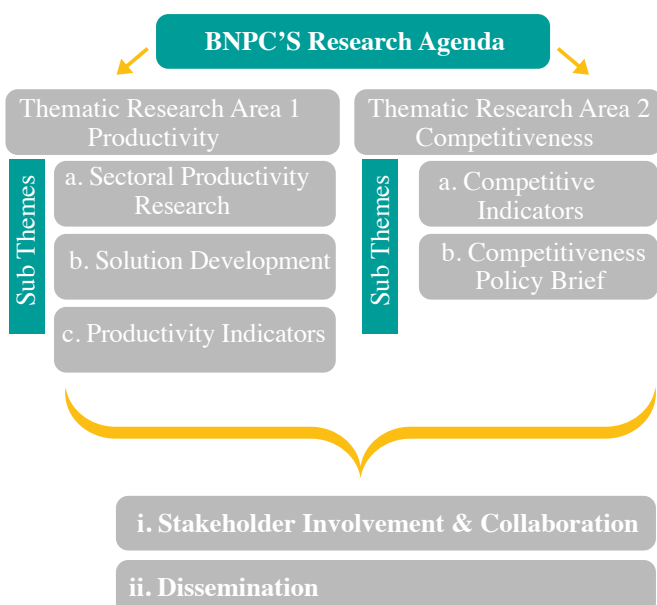 BNPC'S Research Agenda
Thematic Research Area 1
Productivity
Sub Themes
a. Sectoral Productivity
Research
b. Solution Development
c. Productivity Indicators
Thematic Research Area 2
Competitiveness
Sub Themes
a. Competitive
Indicators
b. Competitiveness
Policy Brief
i. Stakeholder Involvement & Collaboration
ii. Dissemination